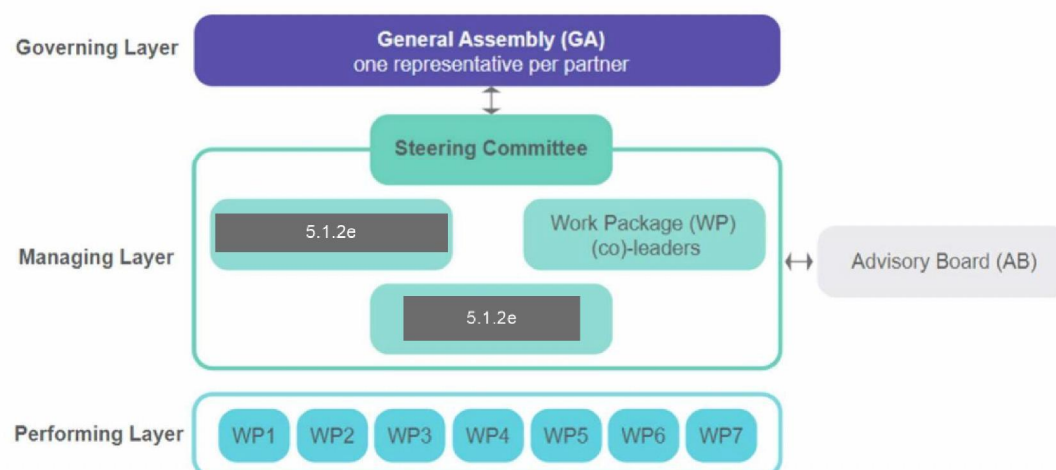 Governing Layer
General Assembly (GA)
one representative per partner
Steering Committee
Managing Layer
5.1.2e
Work Package (WP)
(co)-leaders
5.1.2e
Advisory Board (AB)
Performing Layer
WP1
WP2
WP3
WP4
WP5
WP6
WP7